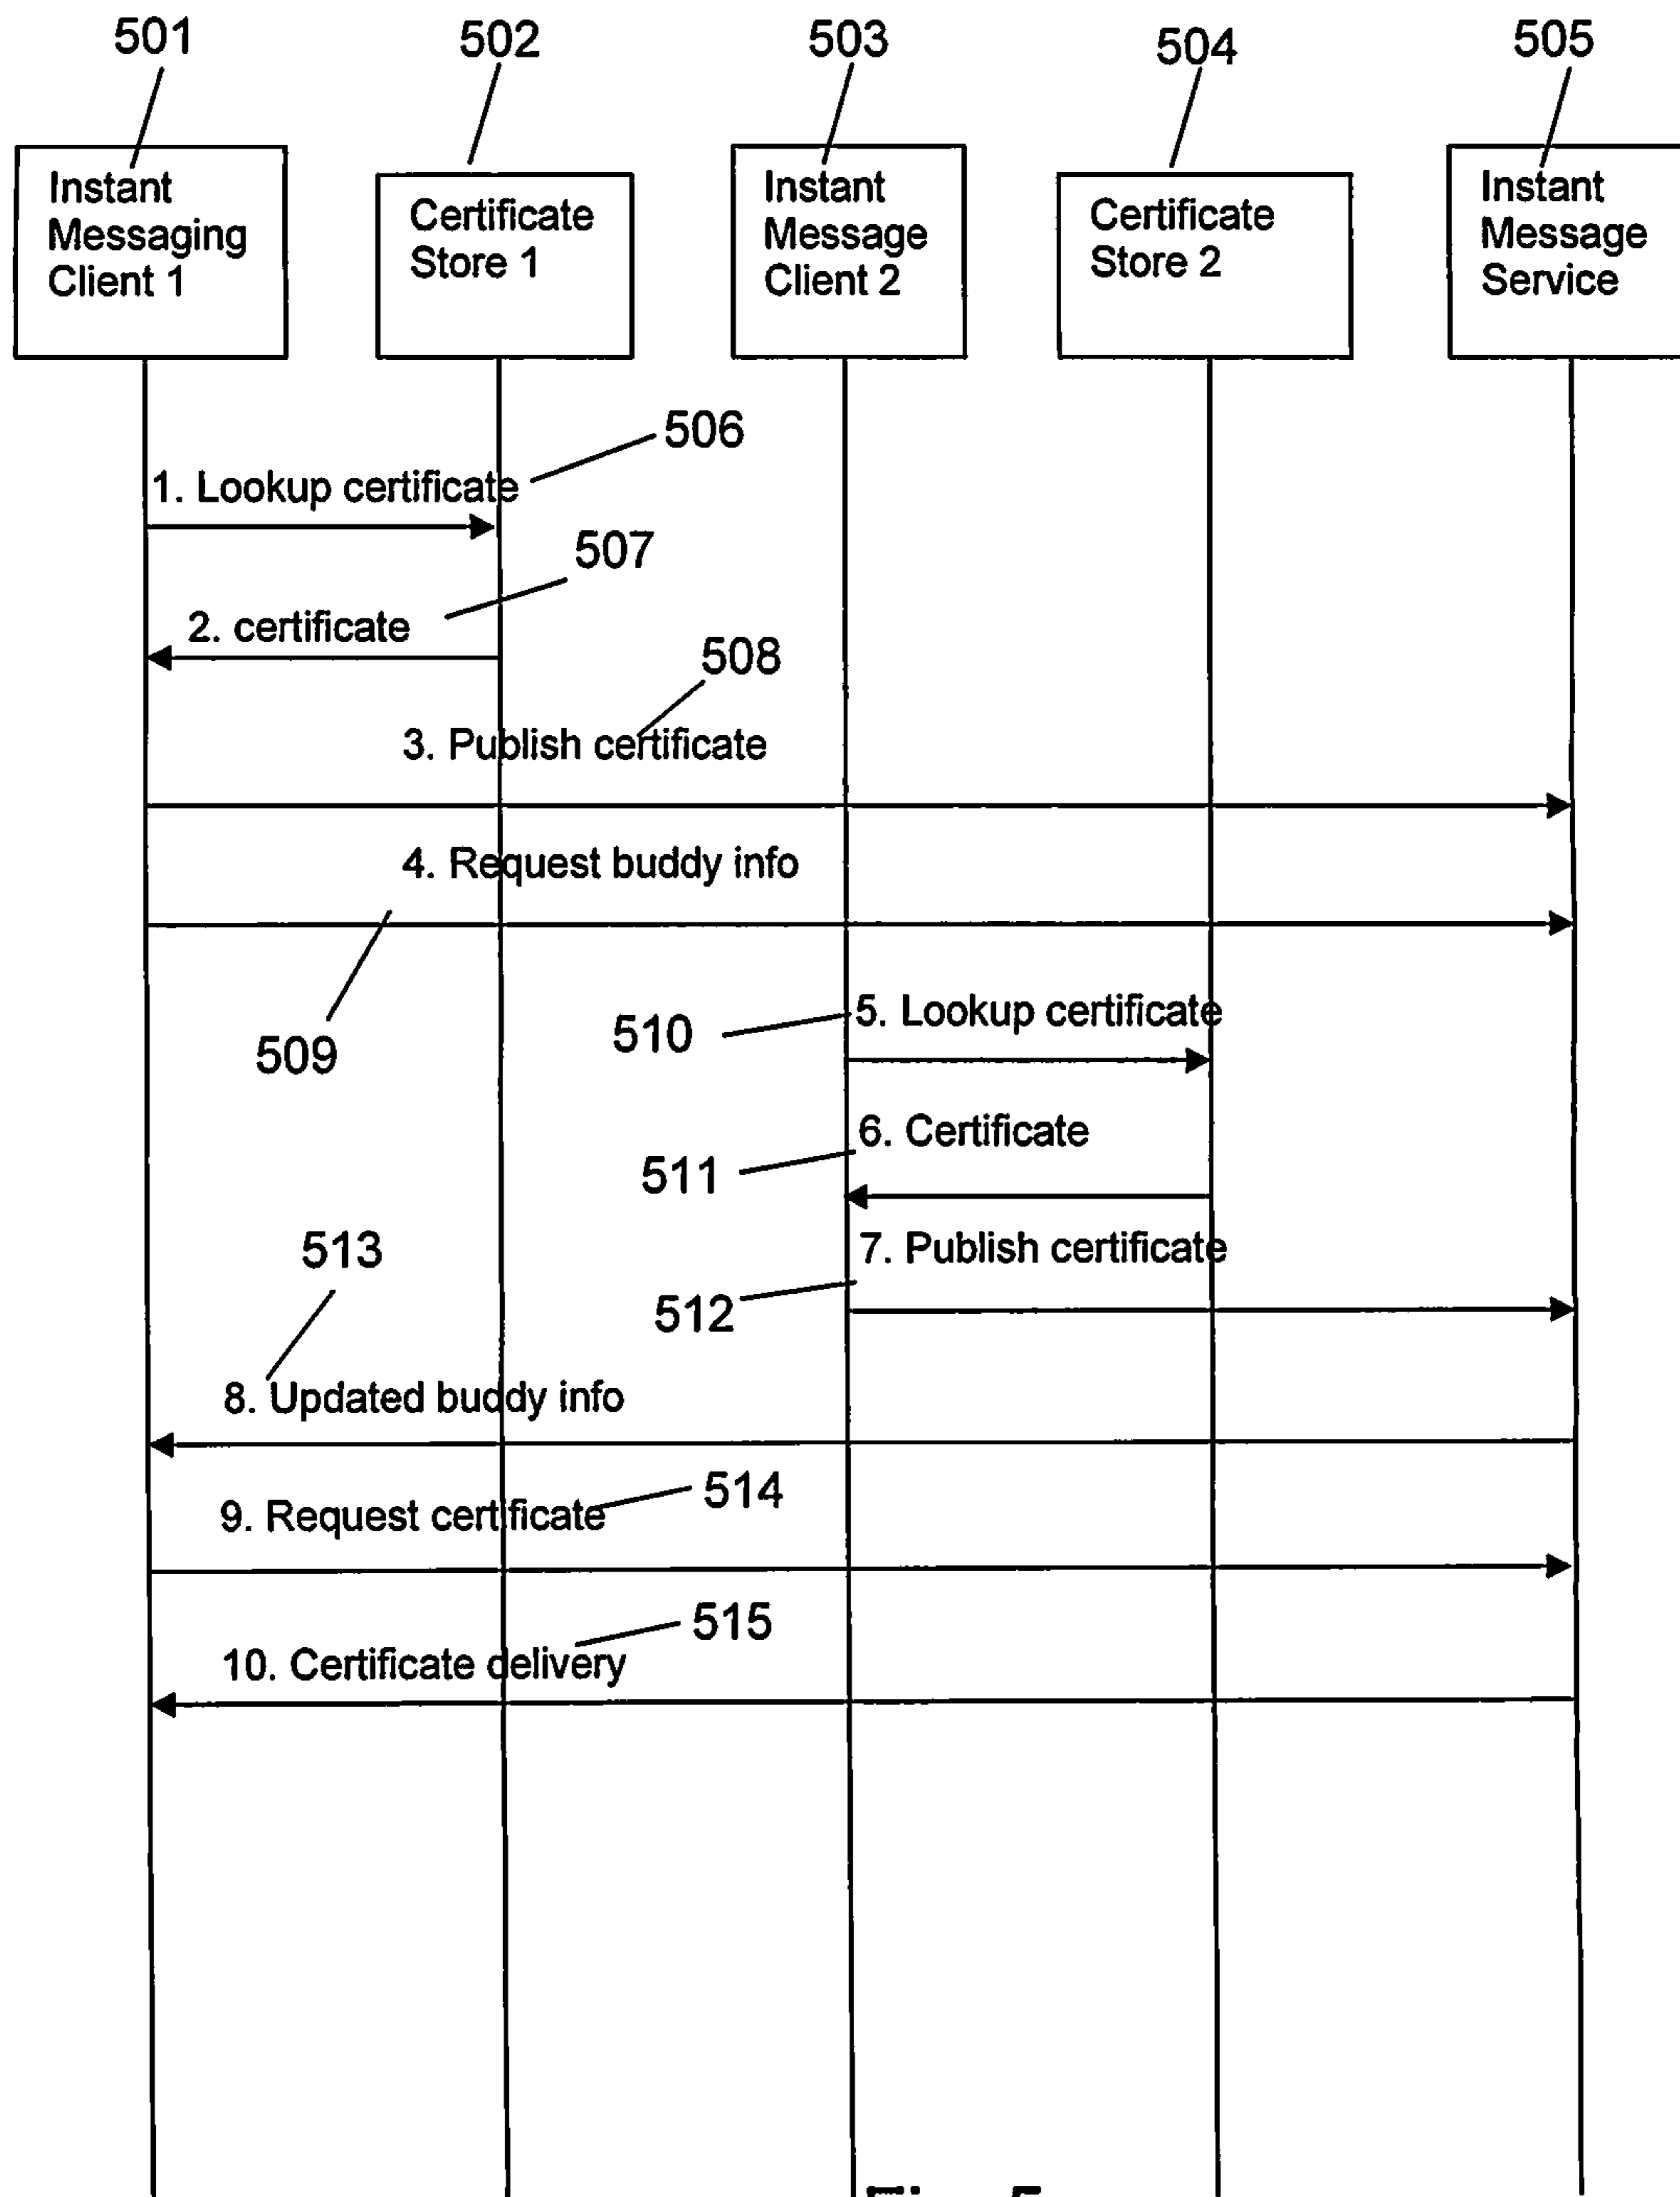 501
502
503
504
505
Instant
Messaging
Client 1
Certificate
Store 1
Instant
Message
Client 2
Certificate
Store 2
Instant
Message
Service
506
1. Lookup certificate
507
2. certificate
508
3. Publish certificate
4. Request buddy info
509
5. Lookup certificate
510
6. Certificate
511
7. Publish certificate
513
512
8. Updated buddy info
514
9. Request certificate
515
10. Certificate delivery